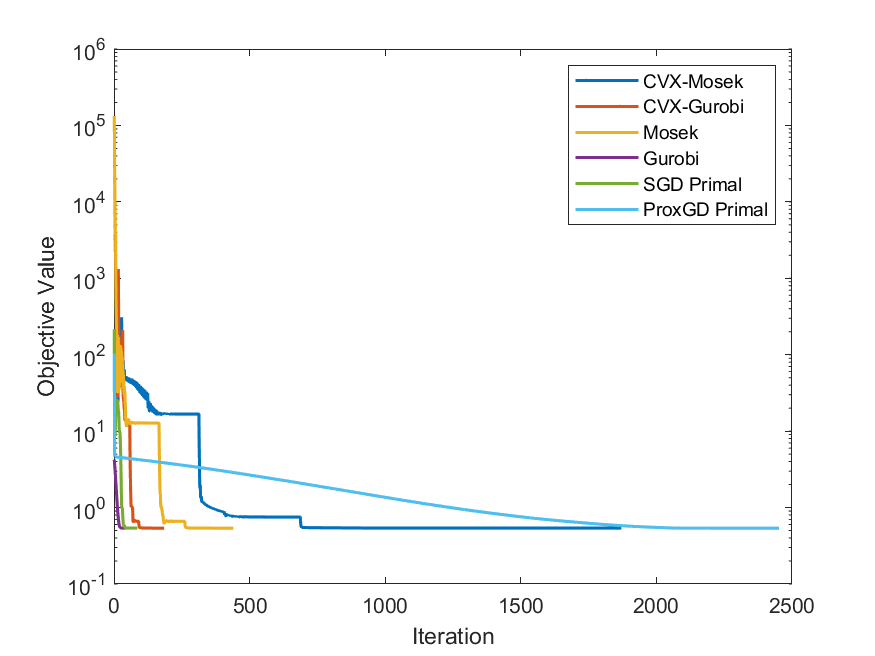 10^6
10^5
10^4
10^3
10^2
10^1
10^0
10^-1
Objective Value
CVX-Mosek
CVX-Gurobi
Mosek
Gurobi
SGD Primal
ProxGD Primal
0 500 1000 1500 2000 2500
Iteration